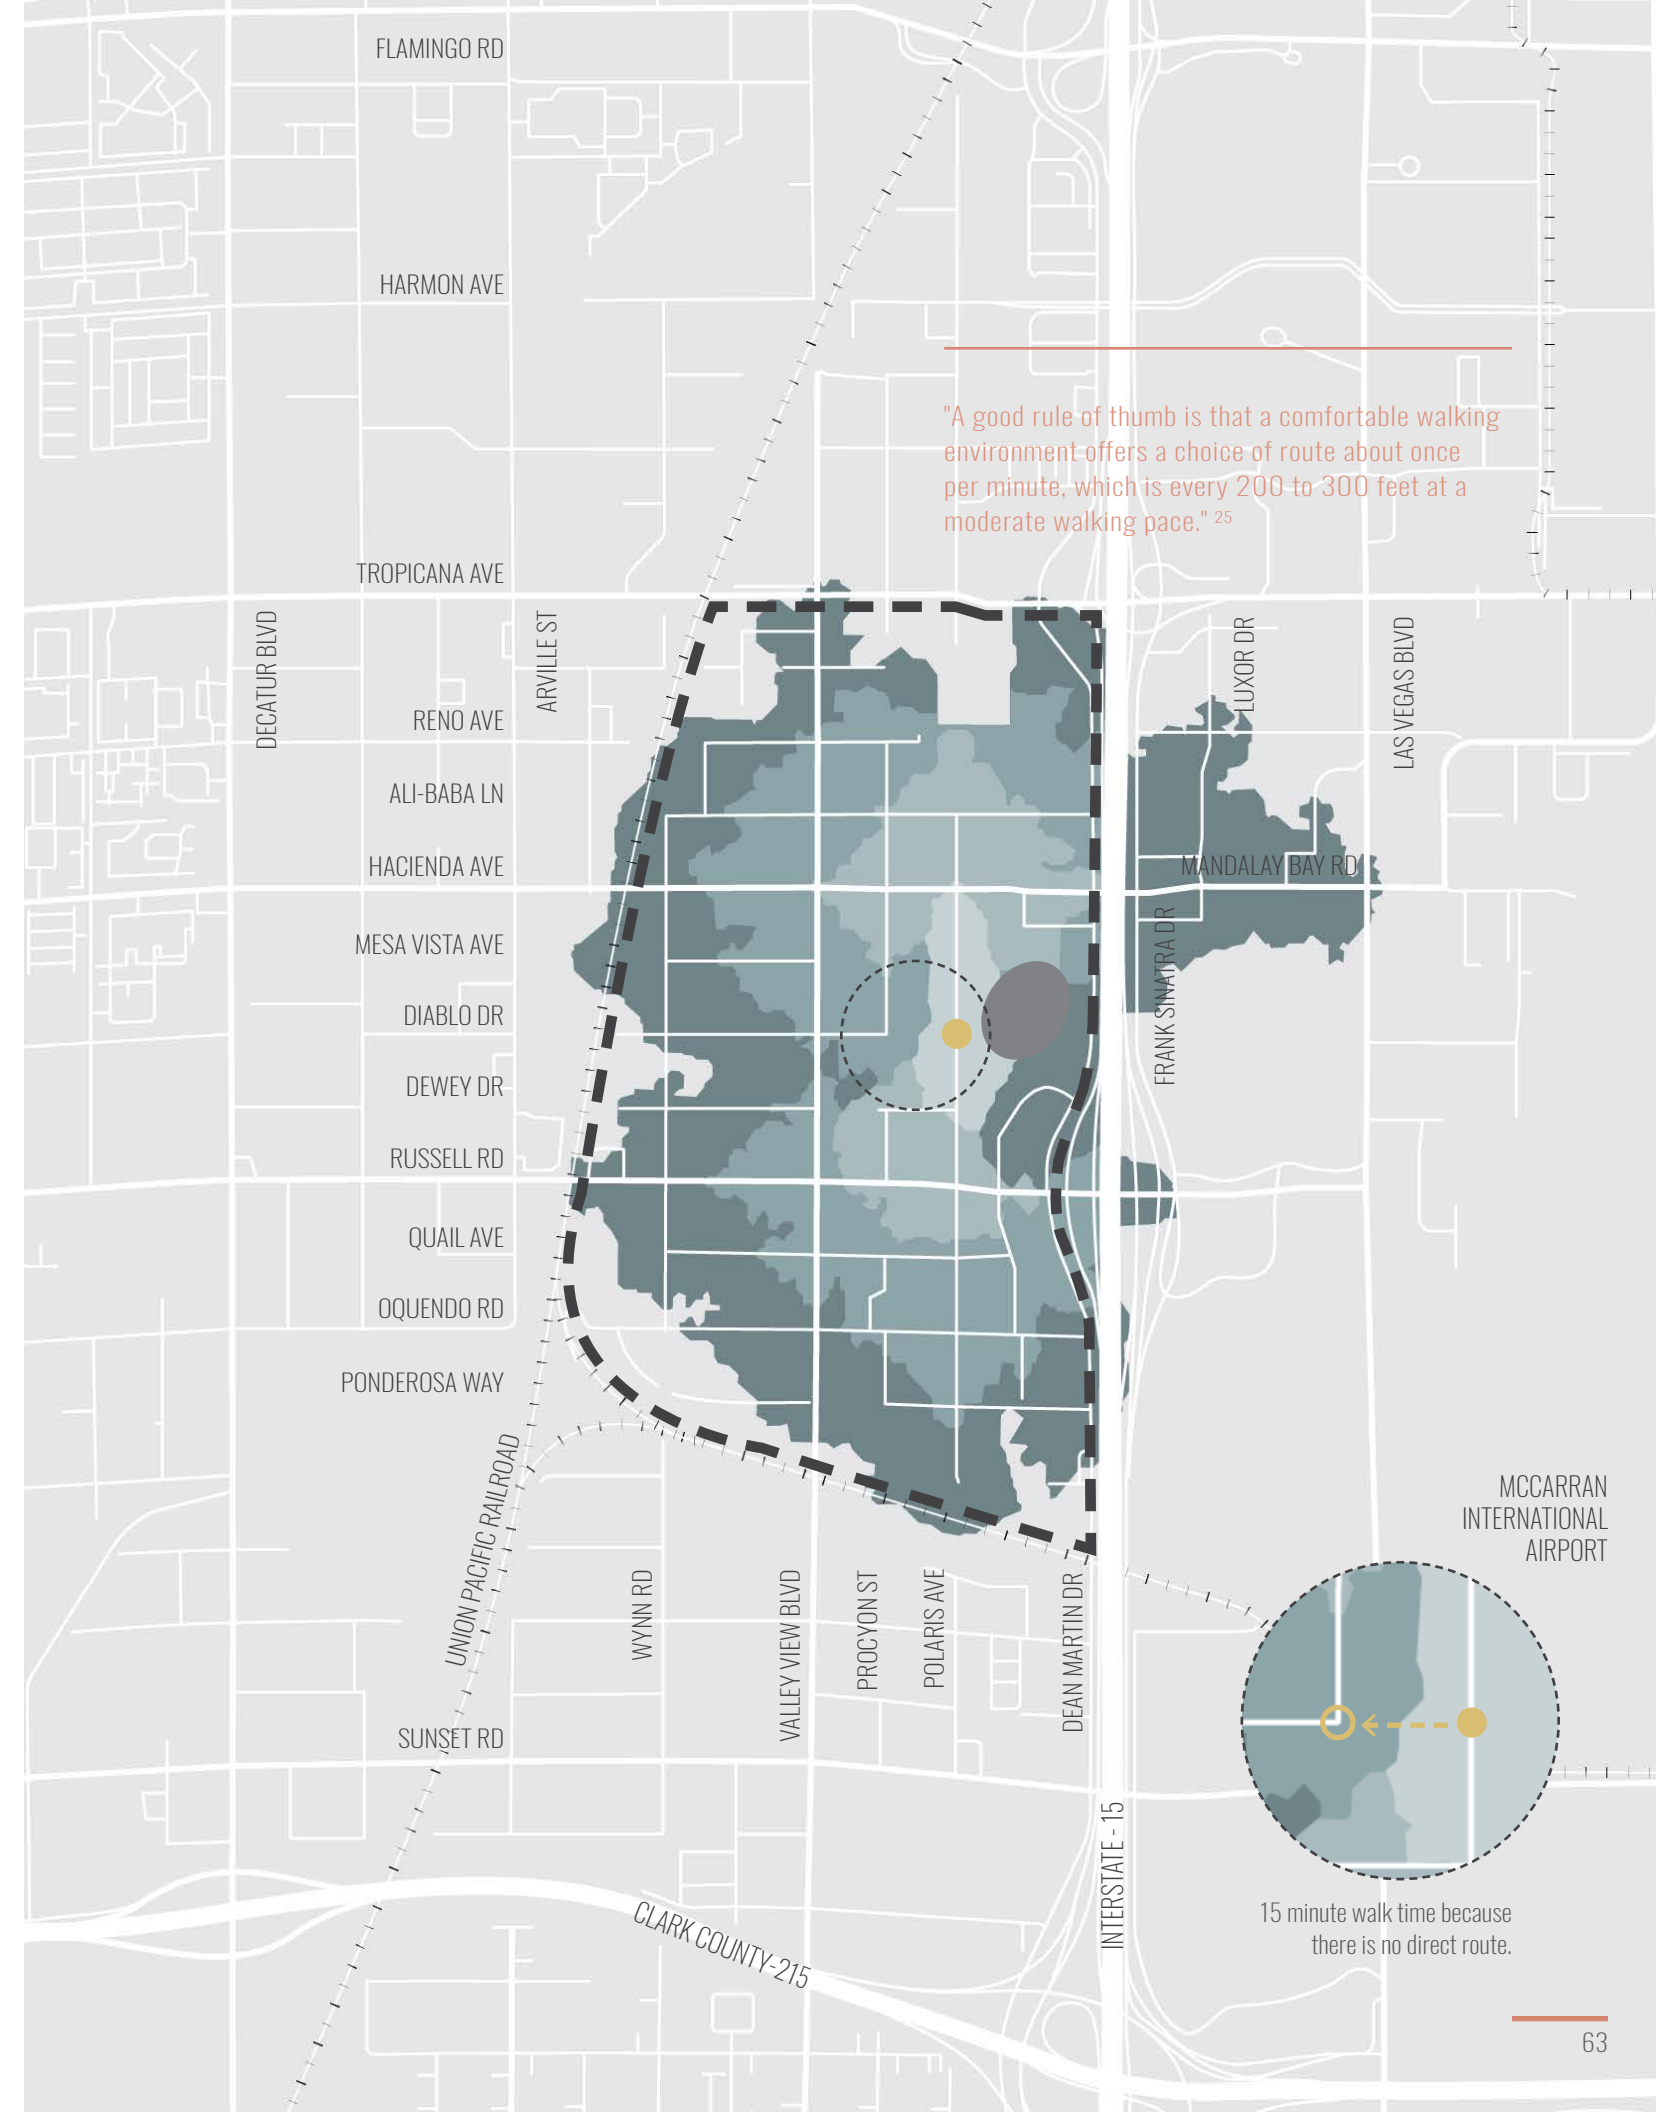 FLAMINGO RD
HARMON AVE
"A good rule of thumb is that a comfortable walking
environment offers a choice of route about once
per minute, which is every 200 to 300 feet at a
moderate walking pace." 25
TROPICANA AVE
DECATUR BLVD
ARVILLE ST
LUXOR DR
LAS VEGAS BLVD
RENO AVE
ALI-BABA LN
HACIENDA AVE
MANDALAY BAY RD
MESA VISTA AVE
FRANK SINATRA DR
DIABLO DR
DEWEY DR
RUSSELL RD
QUAIL AVE
OQUENDO RD
PONDEROSA WAY
UNION PACIFIC RAILROAD
MCCARRAN
INTERNATIONAL
AIRPORT
WYNN RD
VALLEY VIEW BLVD
PROCYON ST
POLARIS AVE
DEAN MARTIN DR
SUNSET RD
INTERSTATE - 15
CLARK COUNTY-215
15 minute walk time because
there is no direct route.
63